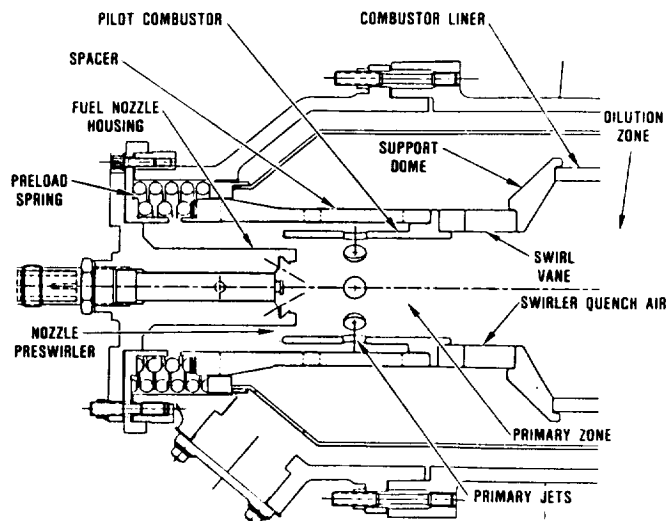 PILOT COMBUSTOR
COMBUSTOR LINER
SPACER
FUEL NOZZLE
HOUSING
DILUTION
ZONE
SUPPORT
DOME
PRELOAD
SPRING
SWIRL
VANE
SWIRLER QUENCH AIR
NOZZLE
PRESWIRLER
PRIMARY ZONE
PRIMARY JETS